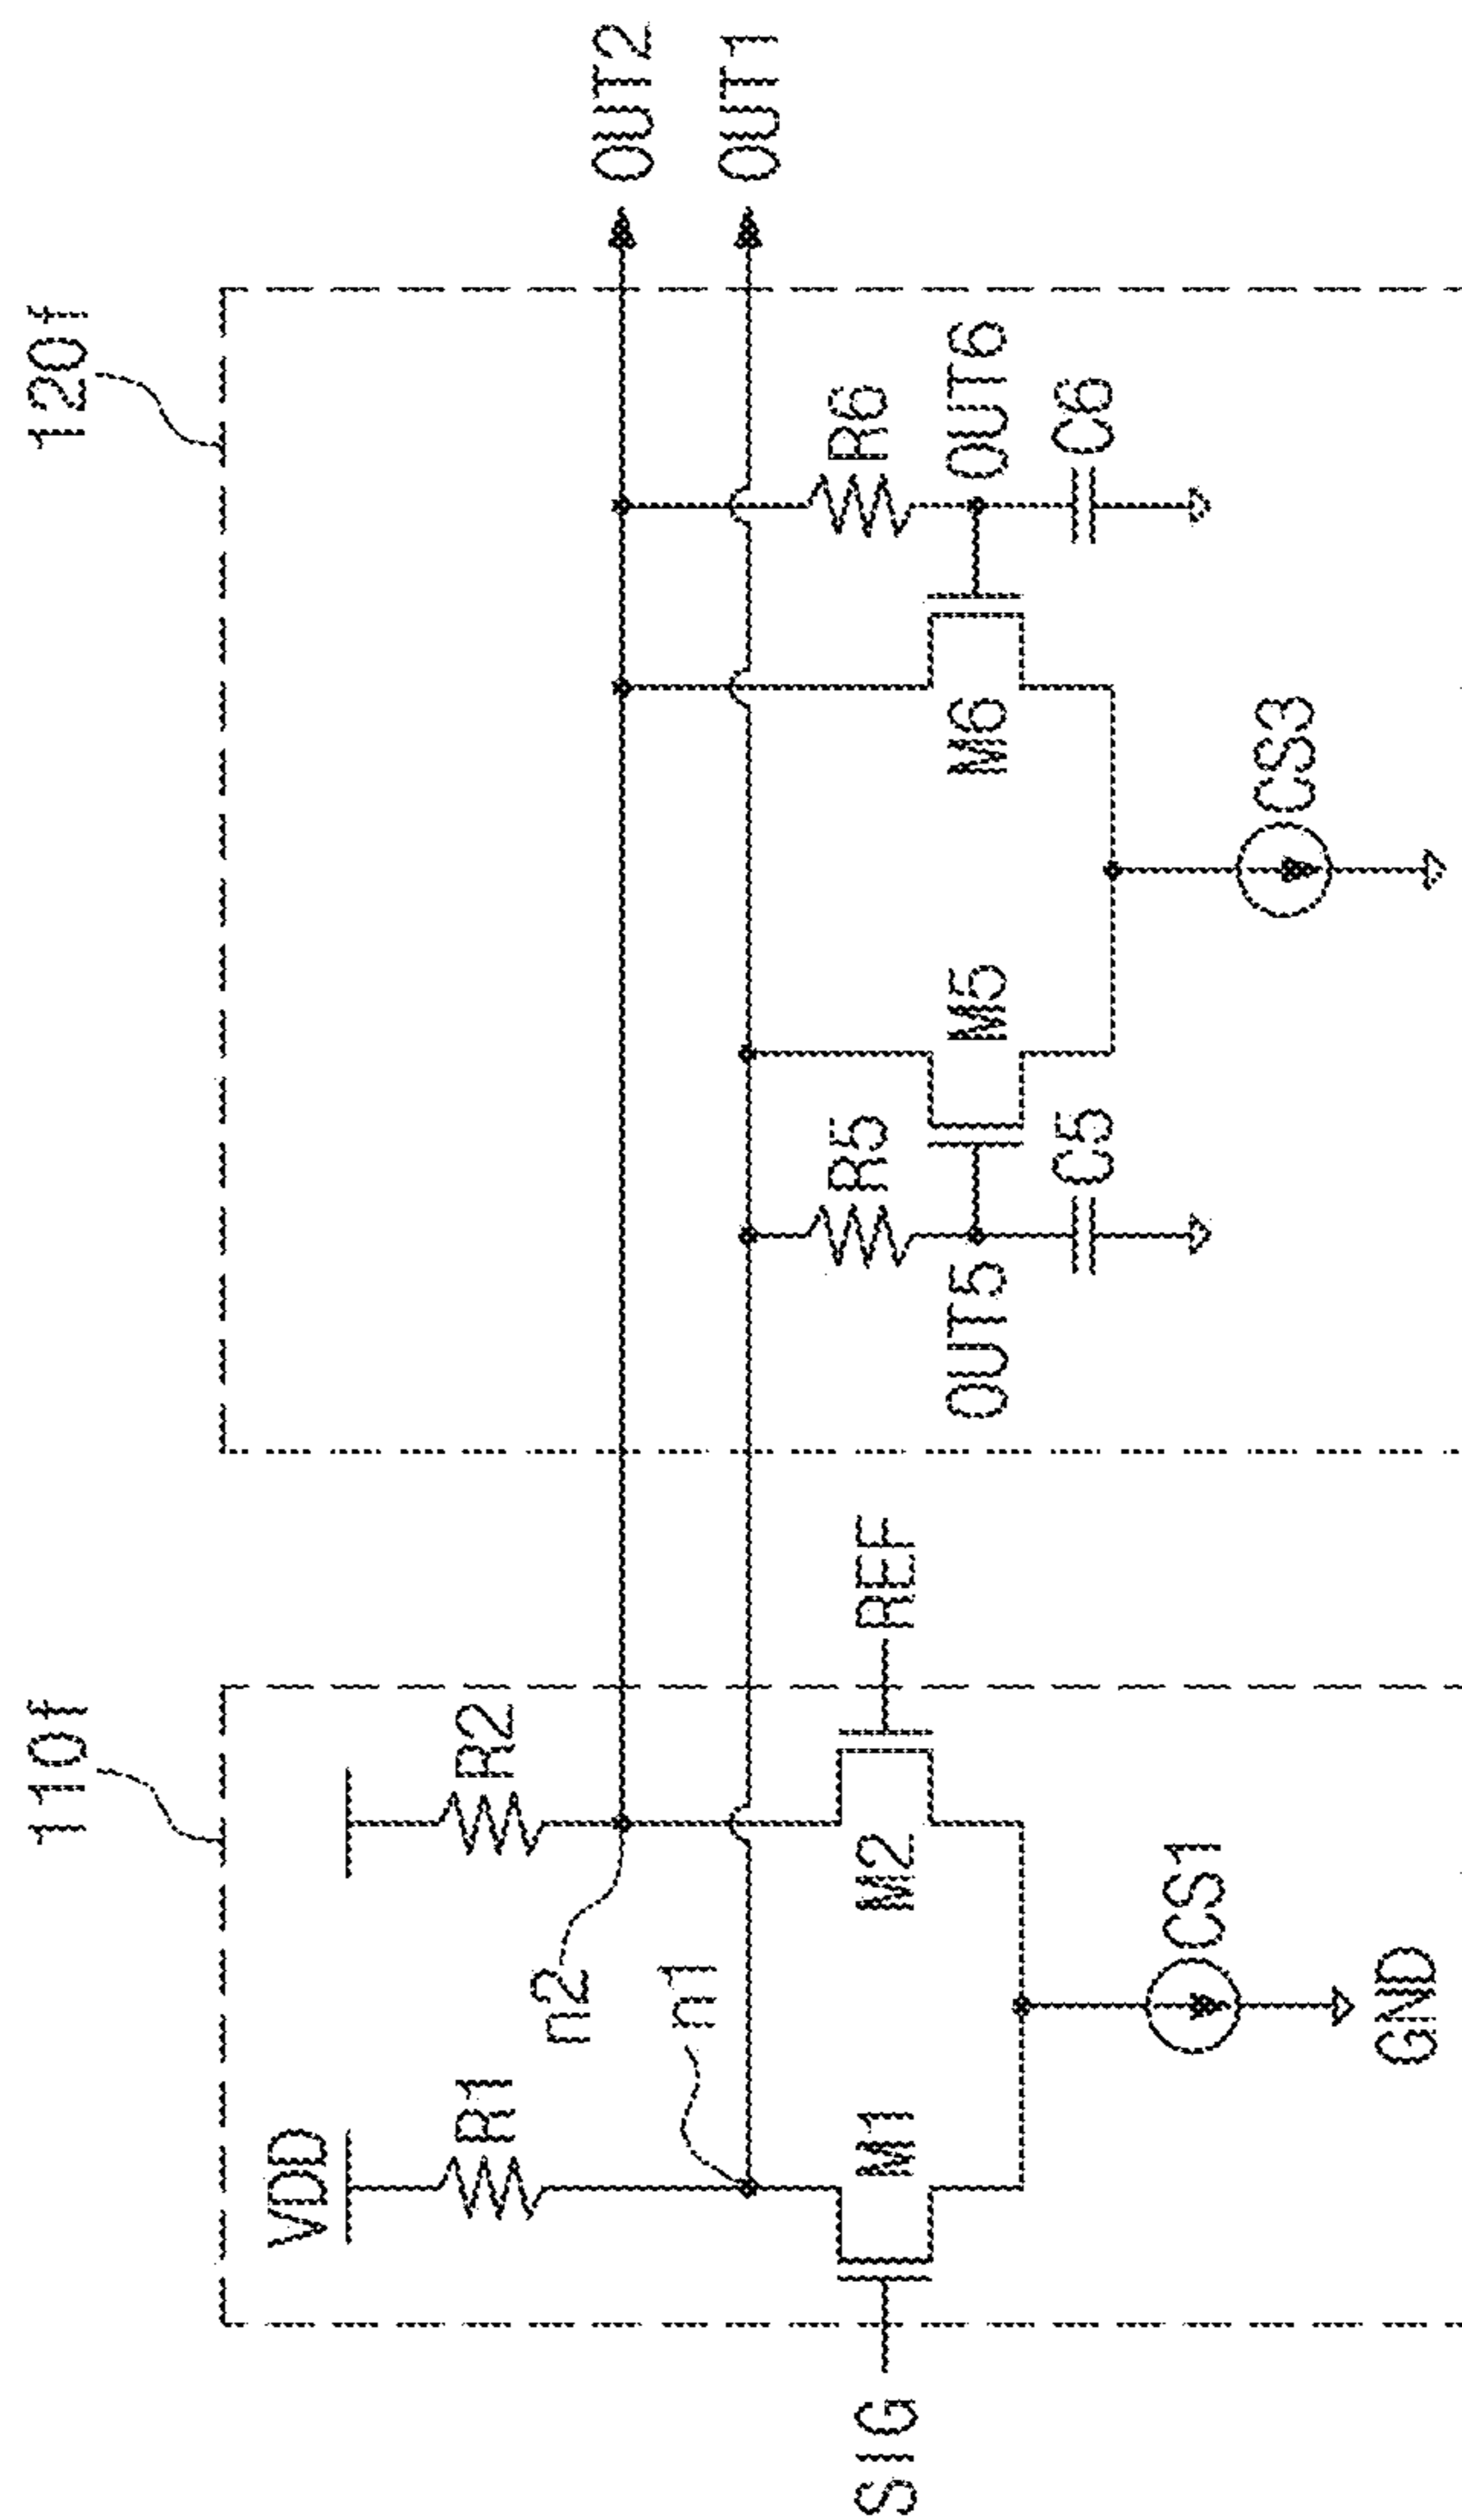 110f
120f
VDD
R1
R2
n2
n1
OUT2
OUT1
SIG
M1
M2
REF
CS1
GND
R5
R6
OUT5
M5
M6
OUT6
C5
C6
CS3